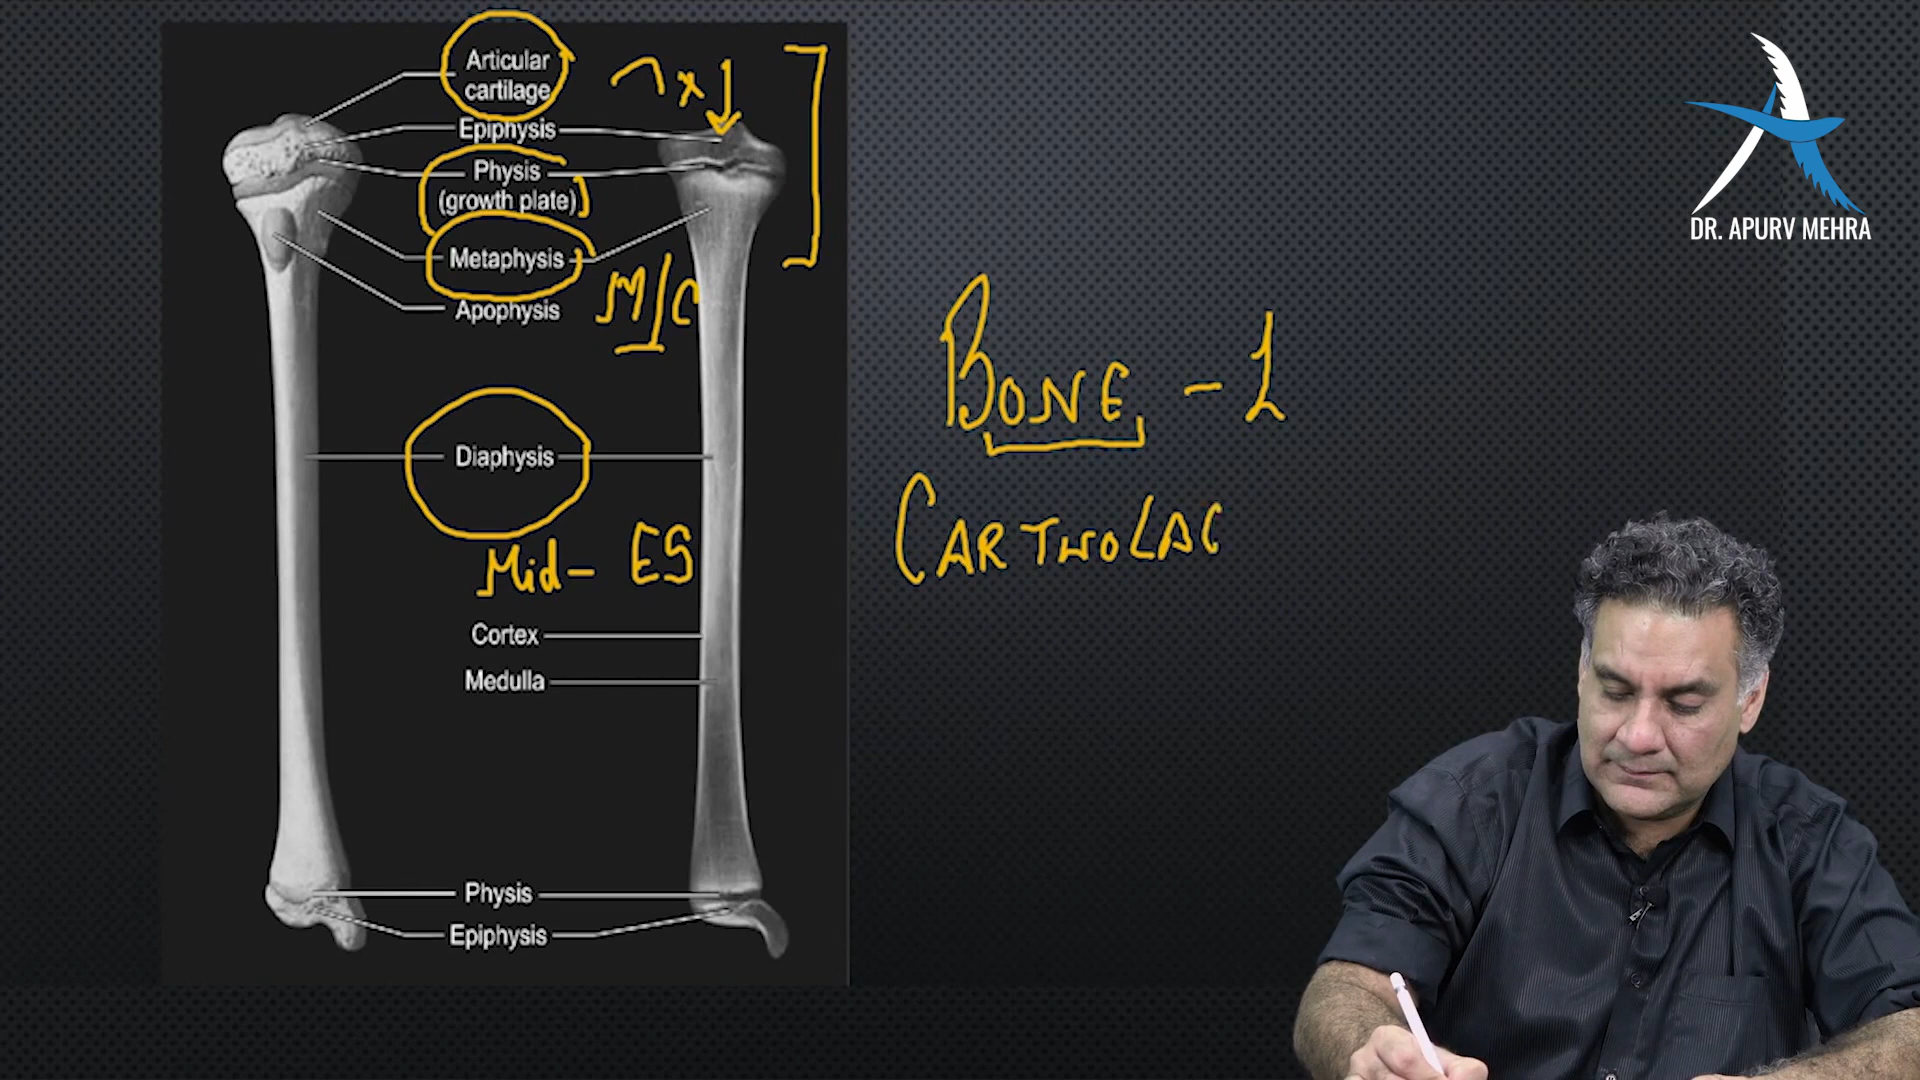 Articular
cartilage
Epiphysis
Physis
(growth plate)
Metaphysis
M/C
Apophysis
Diaphysis
Mid - ES
Cortex
Medulla
Physis
Epiphysis
BONE - 1
DR. APURV MEHRA